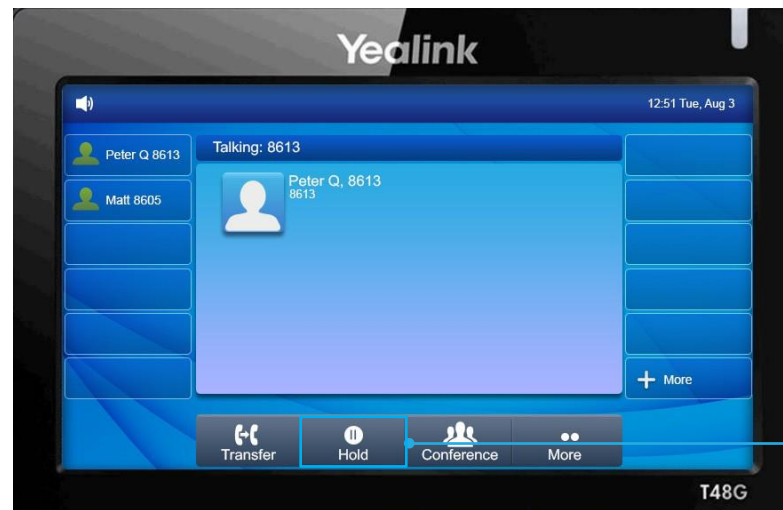 Yealink
12:51 Tue, Aug 3
Peter Q 8613
Matt 8605
Talking: 8613
Peter Q, 8613
8613
More
Transfer
Hold
Conference
More
T48G